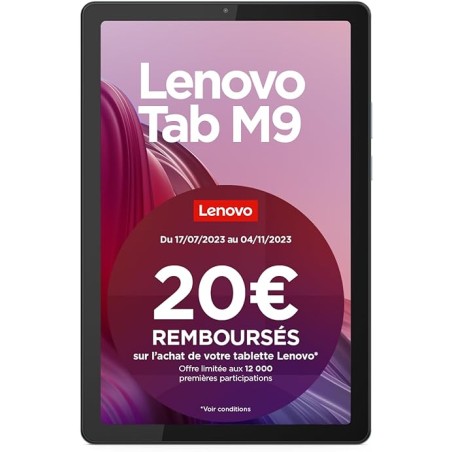 Lenovo
Tab M9
Lenovo
Du 17/07/2023 au 04/11/2023
20€
REMBOURSÉS
sur l'achat de votre tablette Lenovo*
Offre limitée aux 12 000
premières participations
*Voir conditions